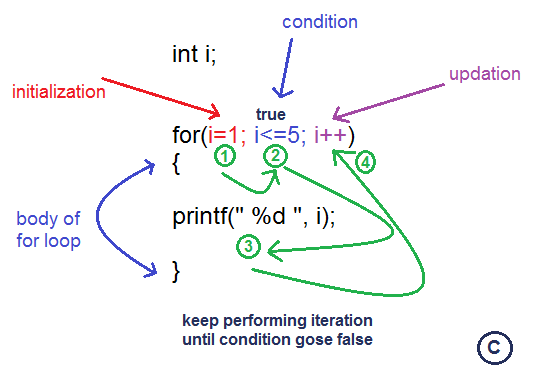 condition
int i;
updation
initialization
true
for(i=1; i<=5; i++)
1 2 4
{
body of
for loop
printf(" %d ", i);
3
}
keep performing iteration
until condition gose false
C